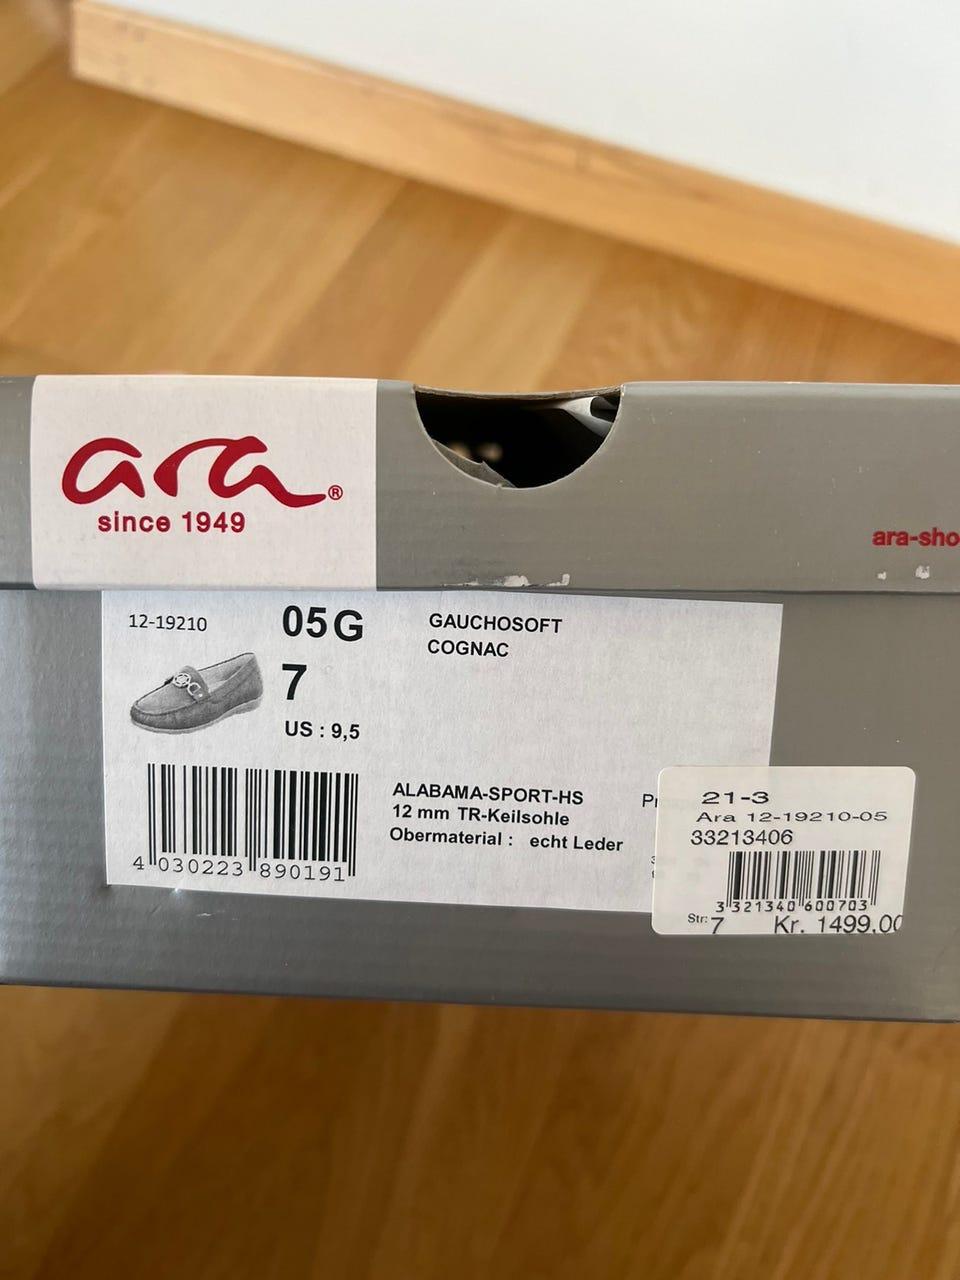 ara®
since 1949
ara-sho
12-19210
05 G
7
US : 9,5
GAUCHOSOFT
COGNAC
4 030223 890191
ALABAMA-SPORT-HS
12 mm TR-Keilsohle
Obermaterial : echt Leder
21-3
Ara 12-19210-05
33213406
3 321340 600703
Str: 7 Kr. 1499.00